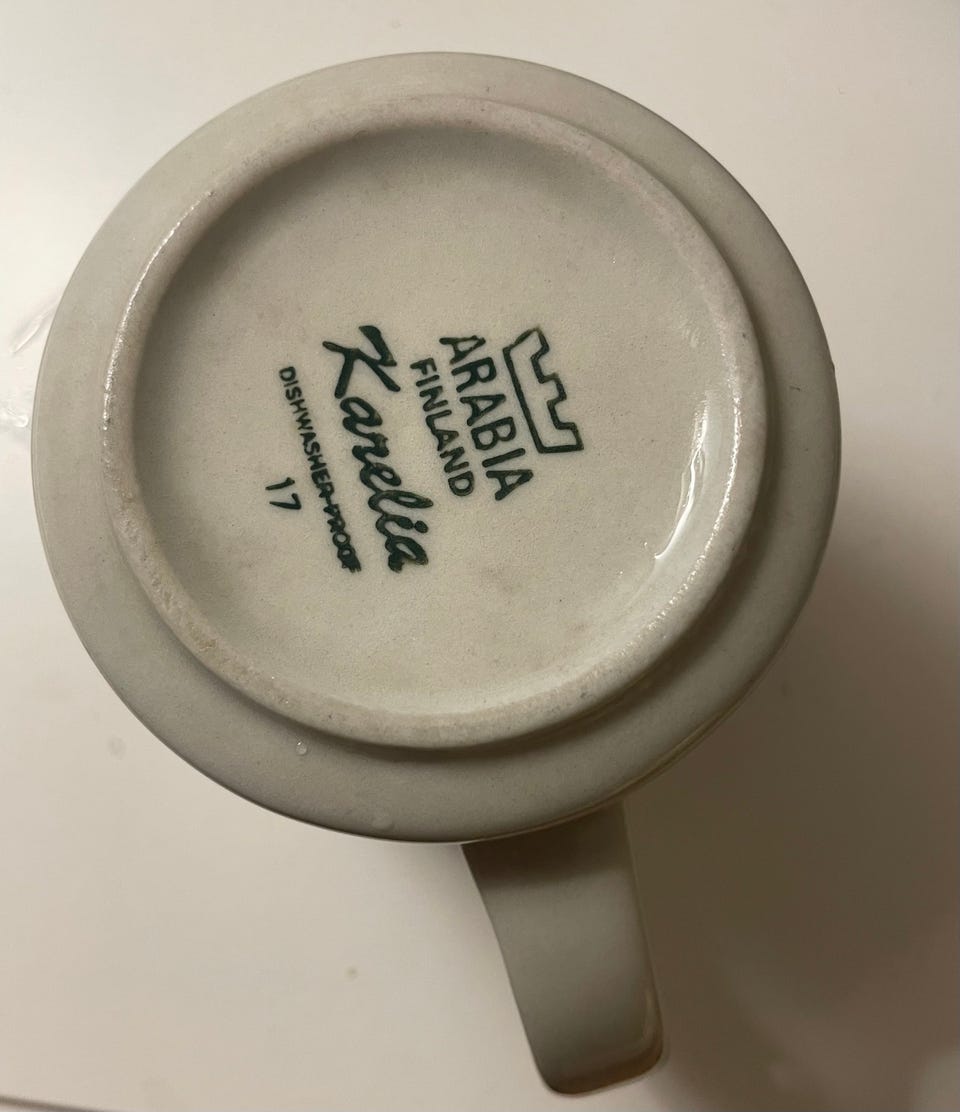 ARABIA
FINLAND
Karelia
DISHWASHER-PROOF
17